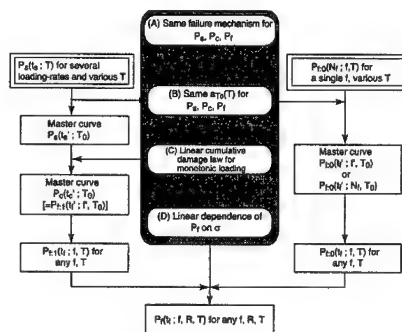 (A) Same failure mechanism for
Ps, Pc, Pf
Ps(ts ; T) for several
loading-rates and various T
Pf:0(Nf ; f,T) for
a single f, various T
(B) Same aT0(T) for
Ps, Pc, Pf
Master curve
Ps(ts' ; T0)
(C) Linear cumulative
damage law for
monotonic loading
Master curve
Pf:0(tf' ; f', T0)
or
Pf:0(tf' ; Nf, T0)
Master curve
Pc(tc' ; T0)
[=Pf:1(tf' ; f', T0)]
(D) Linear dependence of
Pf on σ
Pf:1(tf ; f, T) for
any f, T
Pf:0(tf ; f, T) for
any f, T
Pf(tf ; f, R, T) for any f, R, T